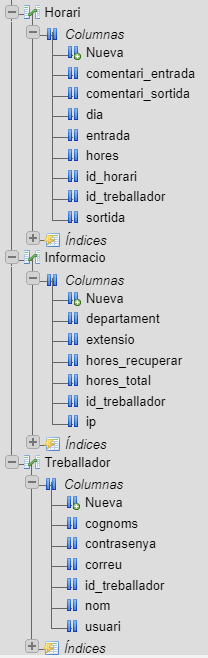 Horari
Columnas
Nueva
comentari_entrada
comentari_sortida
dia
entrada
hores
id_horari
id_treballador
sortida
Índices
Informacio
Columnas
Nueva
departament
extensio
hores_recuperar
hores_total
id_treballador
ip
Índices
Treballador
Columnas
Nueva
cognoms
contrasenya
correu
id_treballador
nom
usuari
Índices